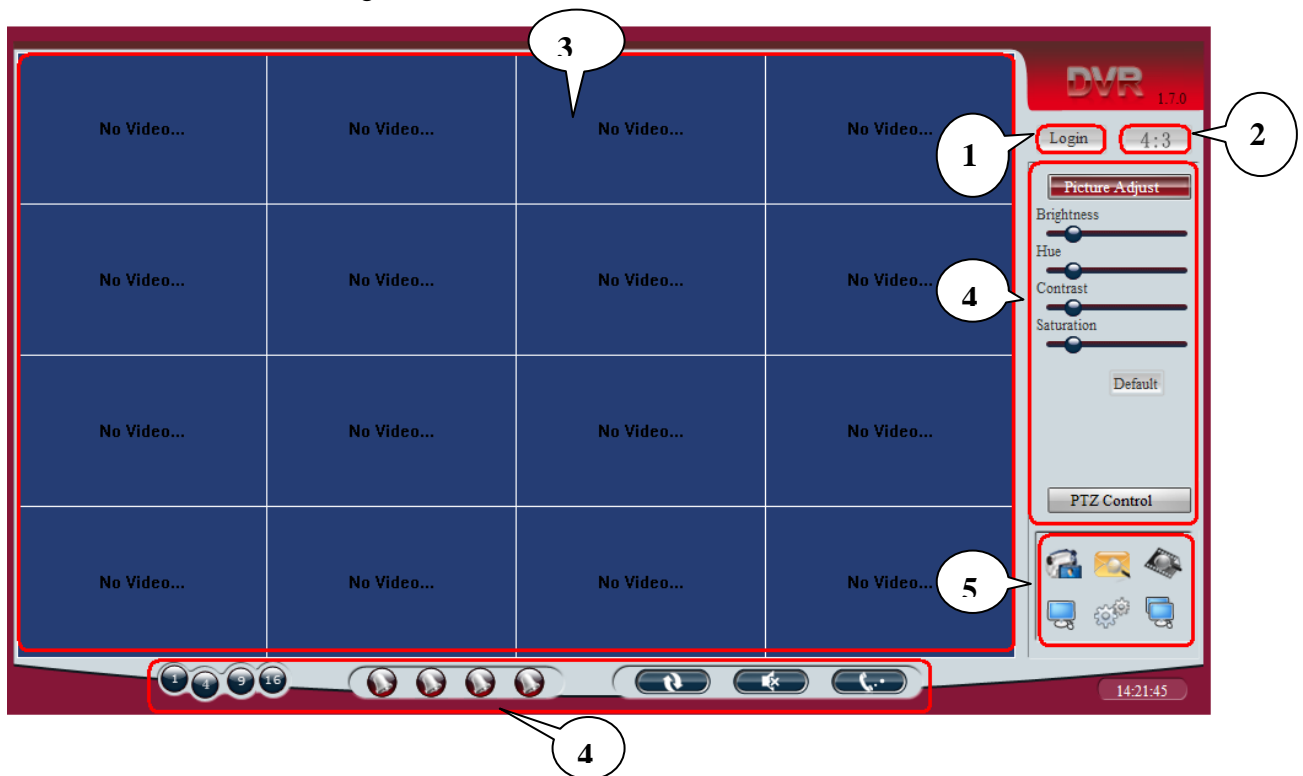 3
DVR
1.7.0
No Video... No Video... No Video... No Video...
1
Login
4:3
2
Picture Adjust
Brightness
Hue
No Video... No Video... No Video... No Video...
4
Contrast
Saturation
Default
No Video... No Video... No Video... No Video...
PTZ Control
No Video... No Video... No Video... No Video...
5
1 4 9 16
14:21:45
4